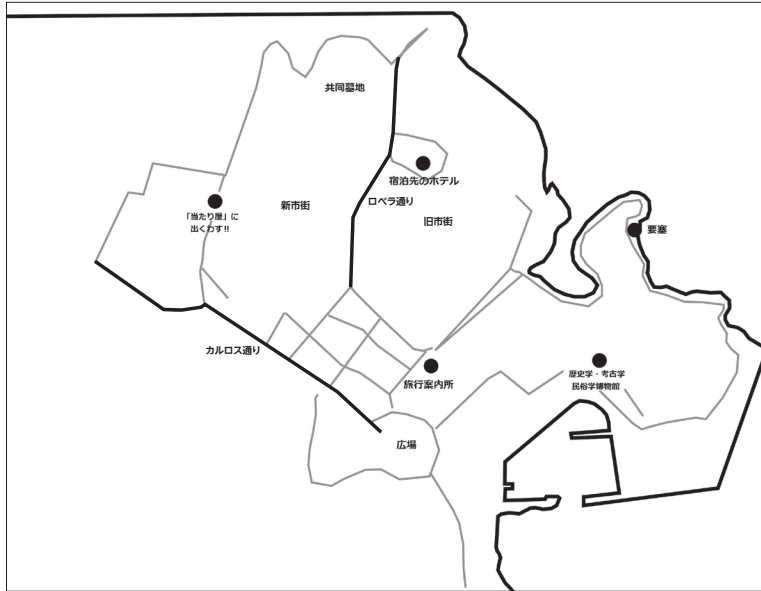 共同墓地
宿泊先のホテル
「当たり屋」に
出くわす!!
新市街
ロペラ通り
旧市街
要塞
カルロス通り
旅行案内所
歴史学・考古学
民俗学博物館
広場